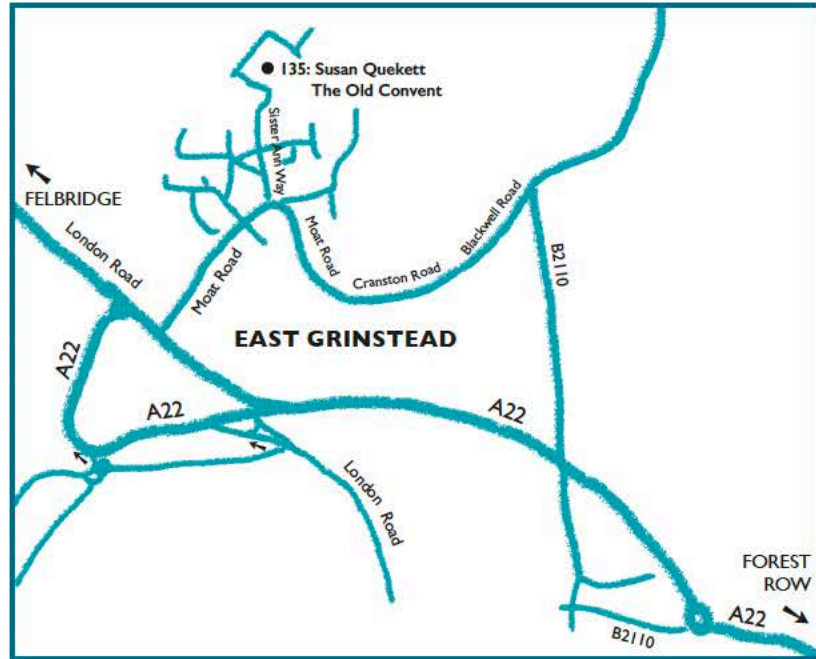 135: Susan Quekett
The Old Convent
Sister Ann Way
FELBRIDGE
London Road
Moat Road
Moat Road
Cranston Road
Blackwell Road
B2110
EAST GRINSTEAD
A22
A22
A22
London Road
FOREST
ROW
A22
B2110